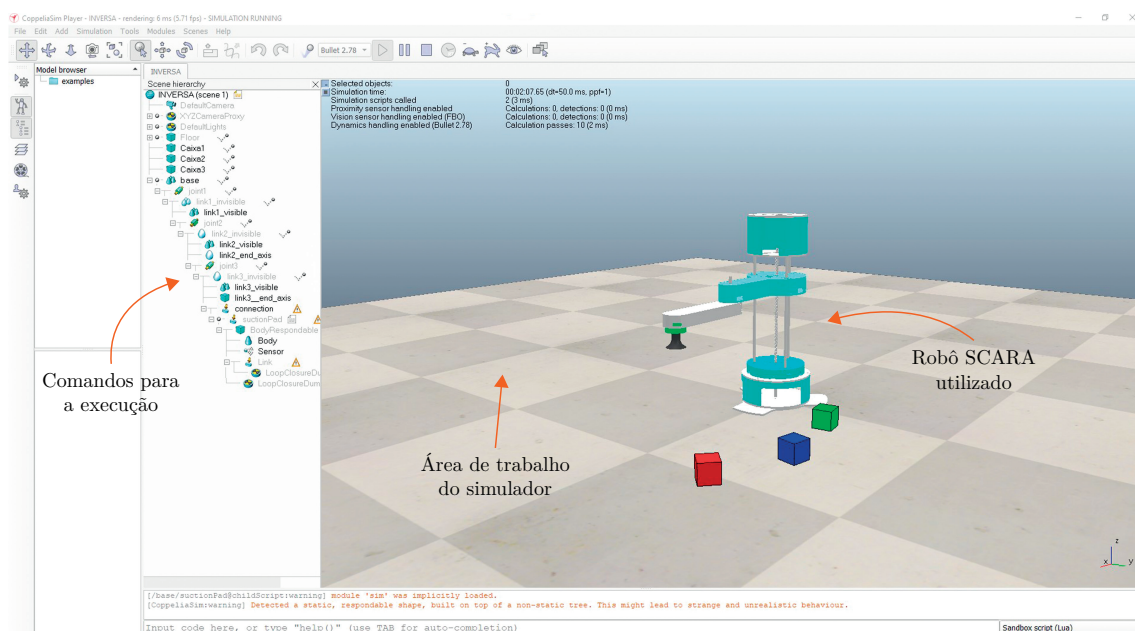 CoppeliaSim Player - INVERSA - rendering: 6 ms (5.71 fps) - SIMULATION RUNNING
File Edit Add Simulation Tools Modules Scenes Help
Bullet 2.78
Model browser
examples
INVERSA
Scene hierarchy
INVERSA (scene 1)
DefaultCamera
XYZCameraProxy
DefaultLights
Floor
Caixa1
Caixa2
Caixa3
base
joint1
link1_invisible
link1_visible
joint2
link2_invisible
link2_visible
link2_end_axis
joint3
link3_invisible
link3_visible
link3__end_axis
connection
suctionPad
BodyRespondable
Body
Sensor
Link
LoopClosureDu
LoopClosureDum
Selected objects: 0
Simulation time: 00:02:07.65 (dt=50.0 ms, ppf=1)
Simulation scripts called 2 (3 ms)
Proximity sensor handling enabled Calculations: 0, detections: 0 (0 ms)
Vision sensor handling enabled (FBO) Calculations: 0, detections: 0 (0 ms)
Dynamics handling enabled (Bullet 2.78) Calculation passes: 10 (2 ms)
Comandos para
a execução
Robô SCARA
utilizado
Área de trabalho
do simulador
z
x y
[/base/suctionPad@childScript:warning] module 'sim' was implicitly loaded.
[CoppeliaSim:warning] Detected a static, respondable shape, built on top of a non-static tree. This might lead to strange and unrealistic behaviour.
Input code here, or type "help()" (use TAB for auto-completion)
Sandbox script (Lua)